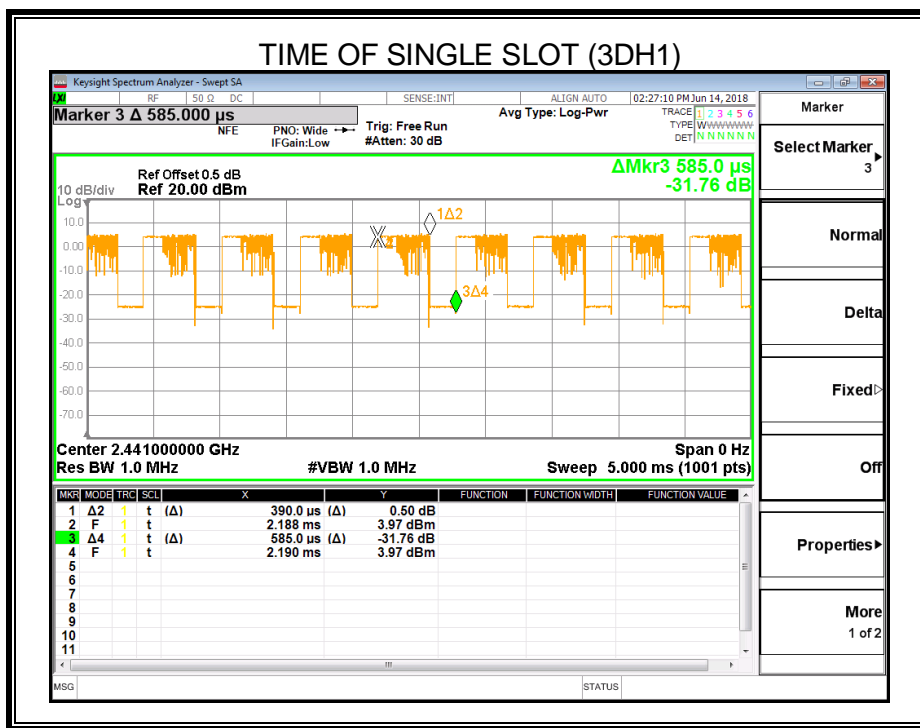 TIME OF SINGLE SLOT (3DH1)
Keysight Spectrum Analyzer - Swept SA
LXI RF 50 Ω DC SENSE:INT ALIGN AUTO 02:27:10 PM Jun 14, 2018
Marker 3 Δ 585.000 µs
Avg Type: Log-Pwr
TRACE 1 2 3 4 5 6
NFE PNO: Wide Trig: Free Run TYPE WWWWWW
IFGain:Low #Atten: 30 dB DET N N N N N N
ΔMkr3 585.0 µs
-31.76 dB
Ref Offset 0.5 dB
10 dB/div Ref 20.00 dBm
Log
10.0
0.00
-10.0
-20.0
-30.0
-40.0
-50.0
-60.0
-70.0
1Δ2
3Δ4
Center 2.441000000 GHz Span 0 Hz
Res BW 1.0 MHz #VBW 1.0 MHz Sweep 5.000 ms (1001 pts)
MKR MODE TRC SCL X Y FUNCTION FUNCTION WIDTH FUNCTION VALUE
1 Δ2 1 t (Δ) 390.0 µs (Δ) 0.50 dB
2 F 1 t 2.188 ms 3.97 dBm
3 Δ4 1 t (Δ) 585.0 µs (Δ) -31.76 dB
4 F 1 t 2.190 ms 3.97 dBm
5
6
7
8
9
10
11
MSG STATUS
Marker
Select Marker
3
Normal
Delta
Fixed
Off
Properties
More
1 of 2